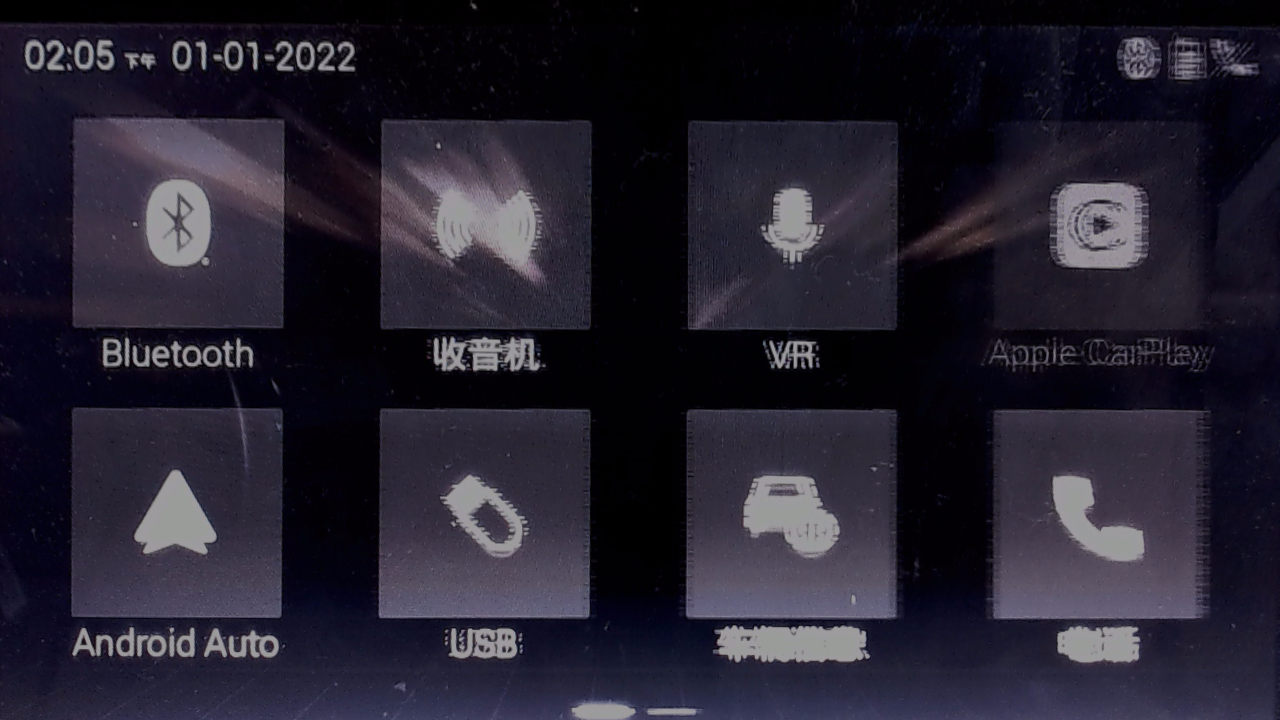 02:05 下午 01-01-2022
Bluetooth
收音机
VR
Apple CarPlay
Android Auto
USB
电话